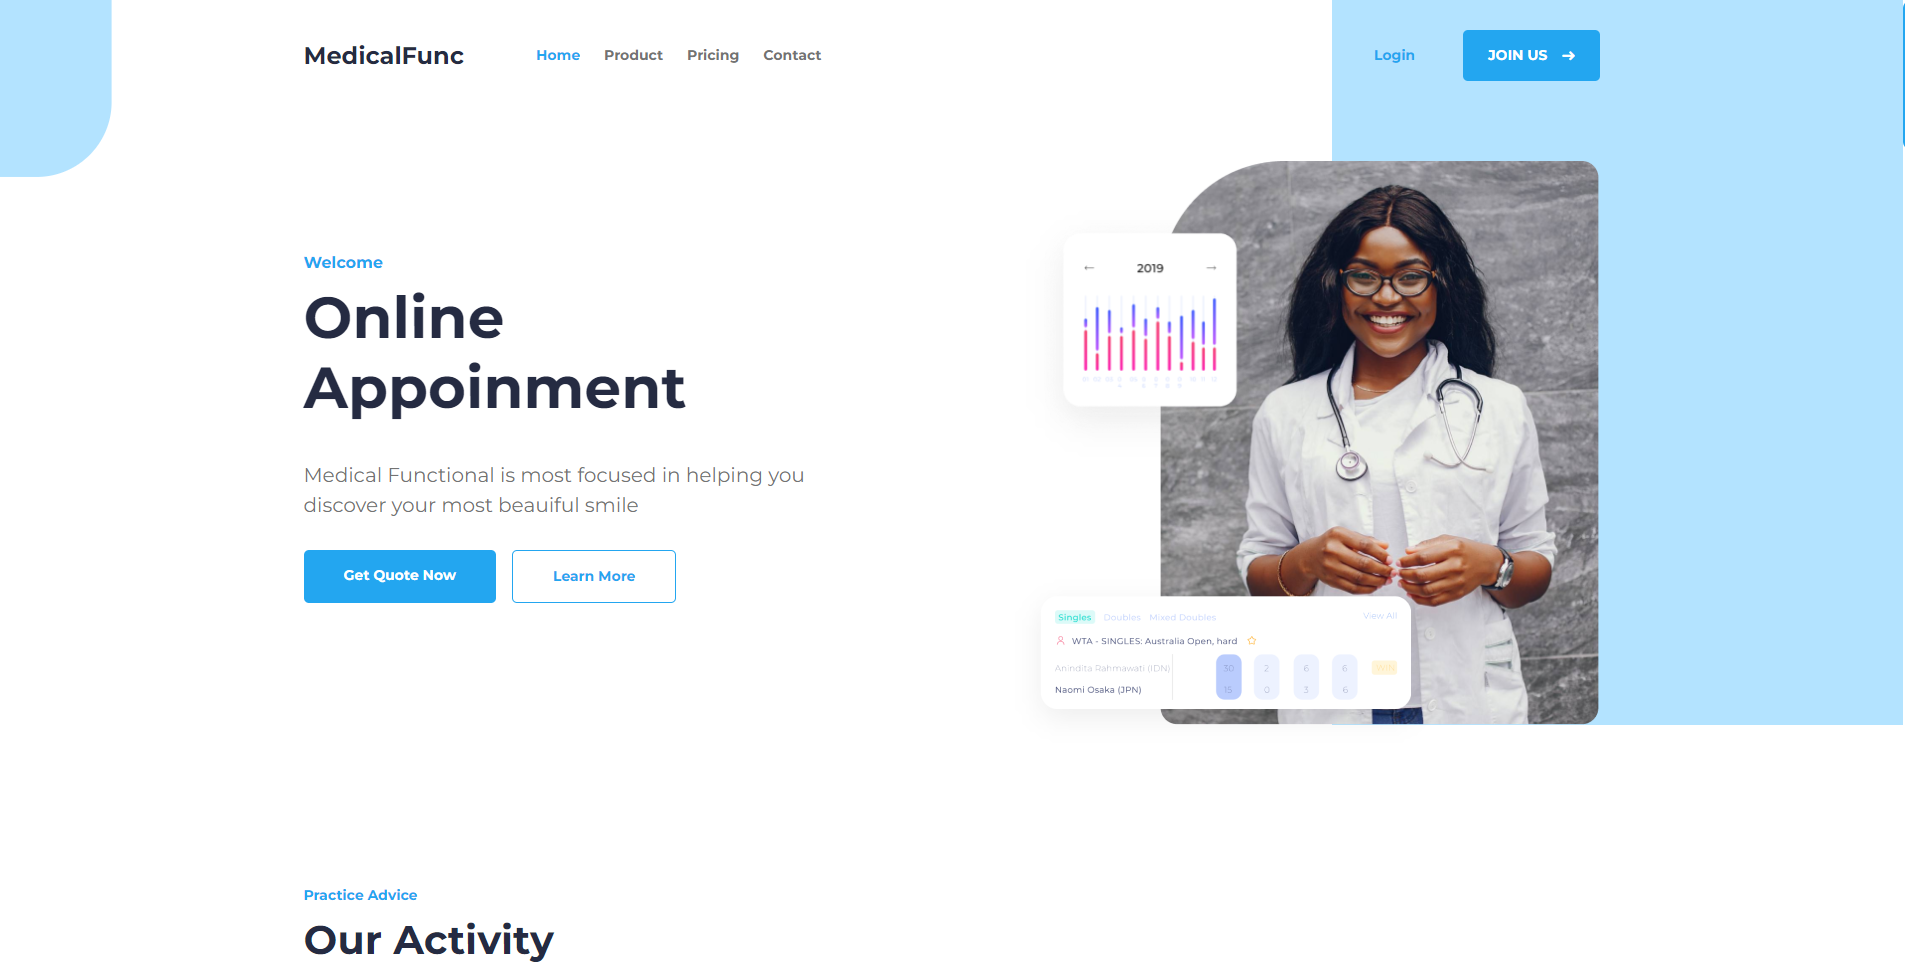 MedicalFunc
Home Product Pricing Contact
Login
JOIN US →
Welcome
Online
Appoinment
Medical Functional is most focused in helping you
discover your most beauiful smile
Get Quote Now
Learn More
← 2019 →
Singles Doubles Mixed Doubles View All
WTA - SINGLES: Australia Open, hard
Anindita Rahmawati (IDN) 30 2 6 6 WIN
Naomi Osaka (JPN) 15 0 3 6
Practice Advice
Our Activity